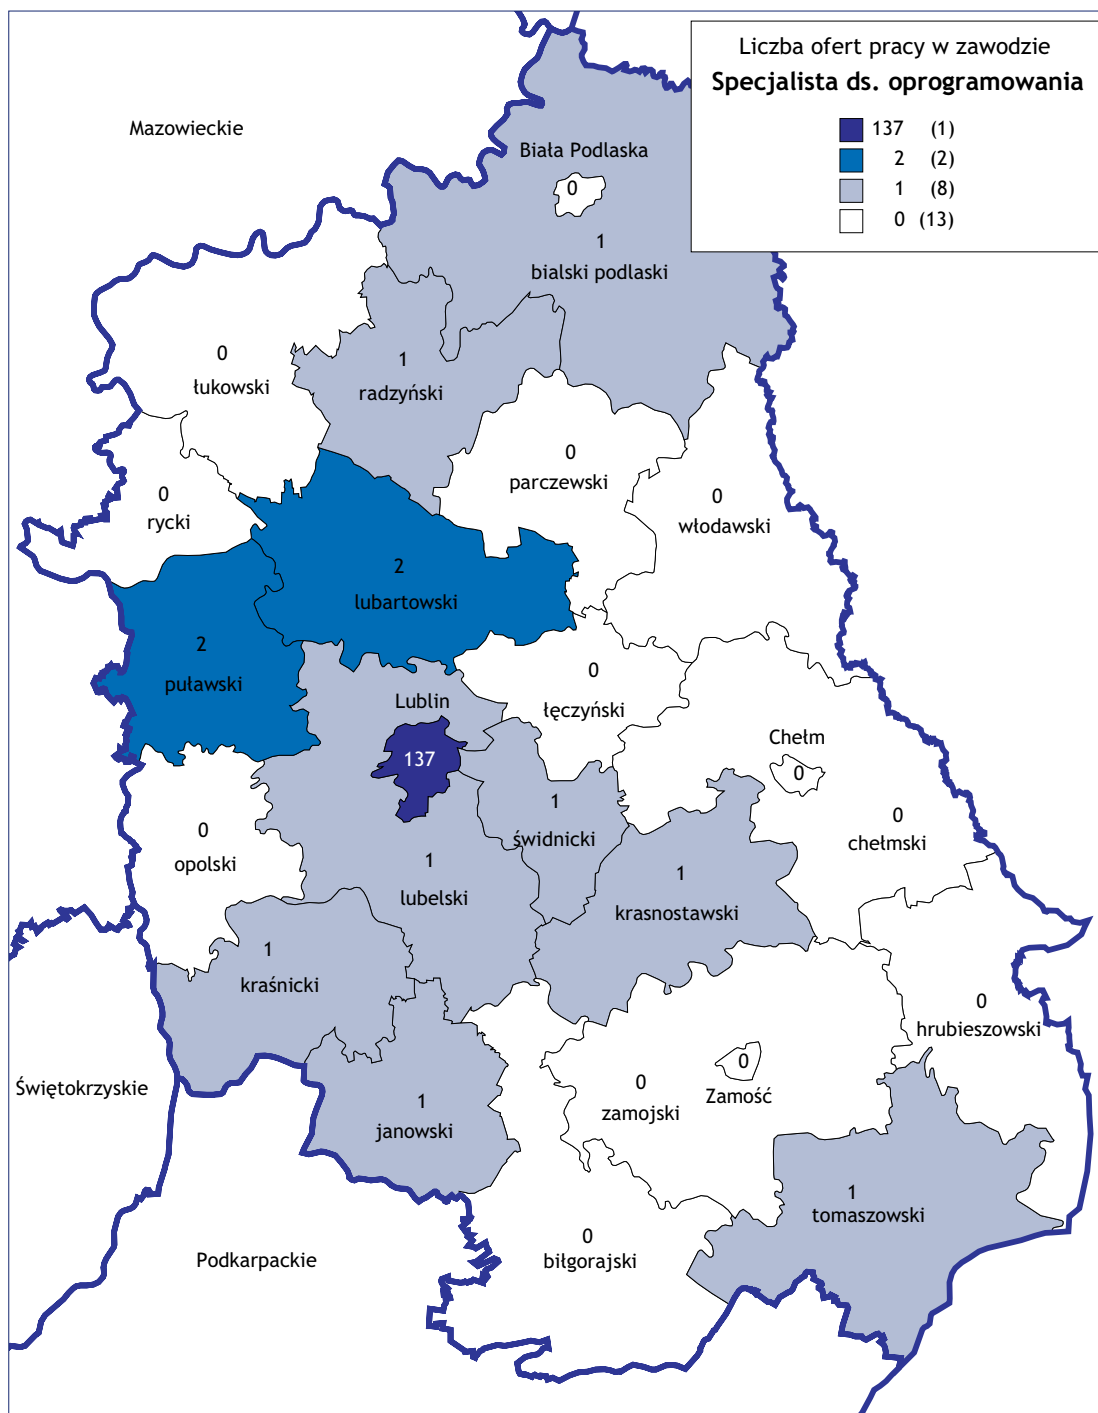 Liczba ofert pracy w zawodzie
Specjalista ds. oprogramowania
137 (1)
2 (2)
1 (8)
0 (13)
Mazowieckie
Biała Podlaska
0
1
bialski podlaski
0
łukowski
1
radzyński
0
parczewski
0
rycki
0
włodawski
2
lubartowski
2
puławski
0
łęczyński
Lublin
137
Chełm
0
1
świdnicki
0
chełmski
0
opolski
1
lubelski
1
krasnostawski
1
kraśnicki
0
hrubieszowski
Świętokrzyskie
0
zamojski
0
Zamość
1
janowski
1
tomaszowski
0
biłgorajski
Podkarpackie